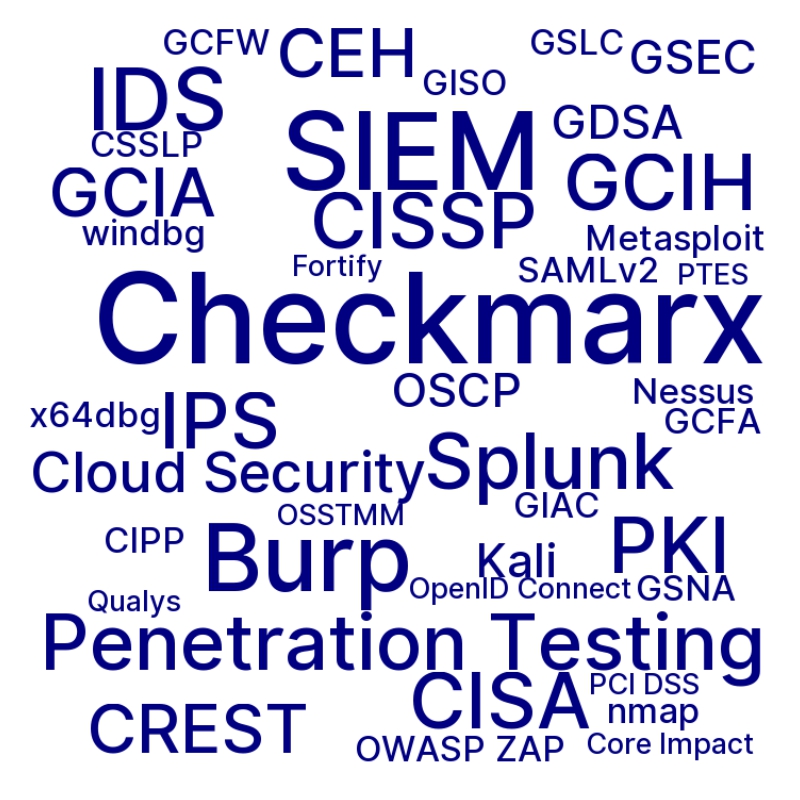 GCFW CEH GSLC GSEC
GISO
IDS
SIEM GDSA
CSSLP
GCIA GCIH
CISSP
windbg Metasploit
Fortify SAMLv2 PTES
Checkmarx
OSCP Nessus
x64dbg IPS GCFA
Cloud Security Splunk
OSSTMM GIAC
CIPP Burp Kali PKI
OpenID Connect GSNA
Qualys
Penetration Testing
CISA PCI DSS
CREST nmap
OWASP ZAP Core Impact